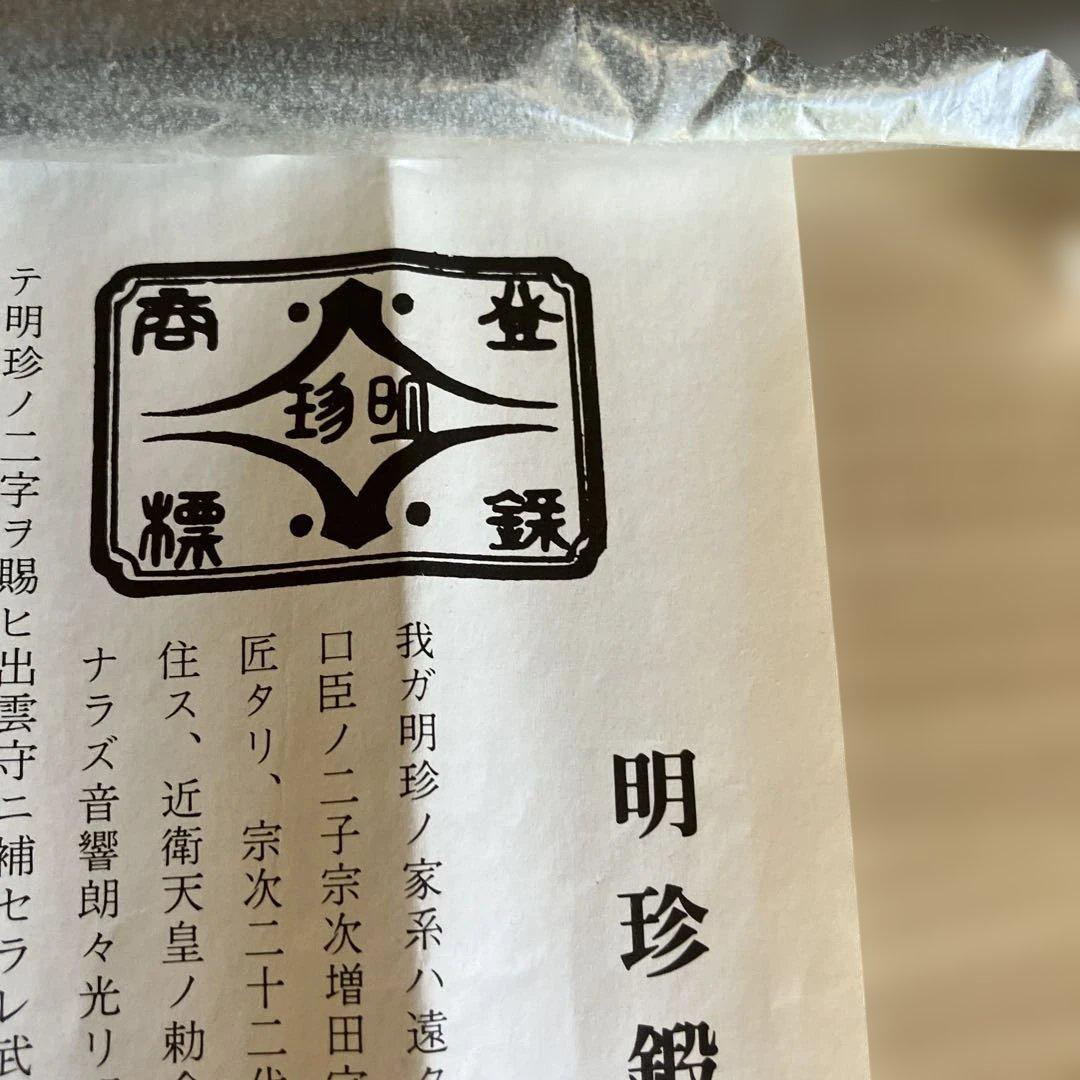 登録商標
明珍
明珍鍛
我ガ明珍ノ家系ハ遠ク
口臣ノ二子宗次増田
匠タリ、宗次二十二代
住ス、近衛天皇ノ勅
ナラズ音響朗々光リ
テ明珍ノ二字ヲ賜ヒ出雲守ニ補セラレ武